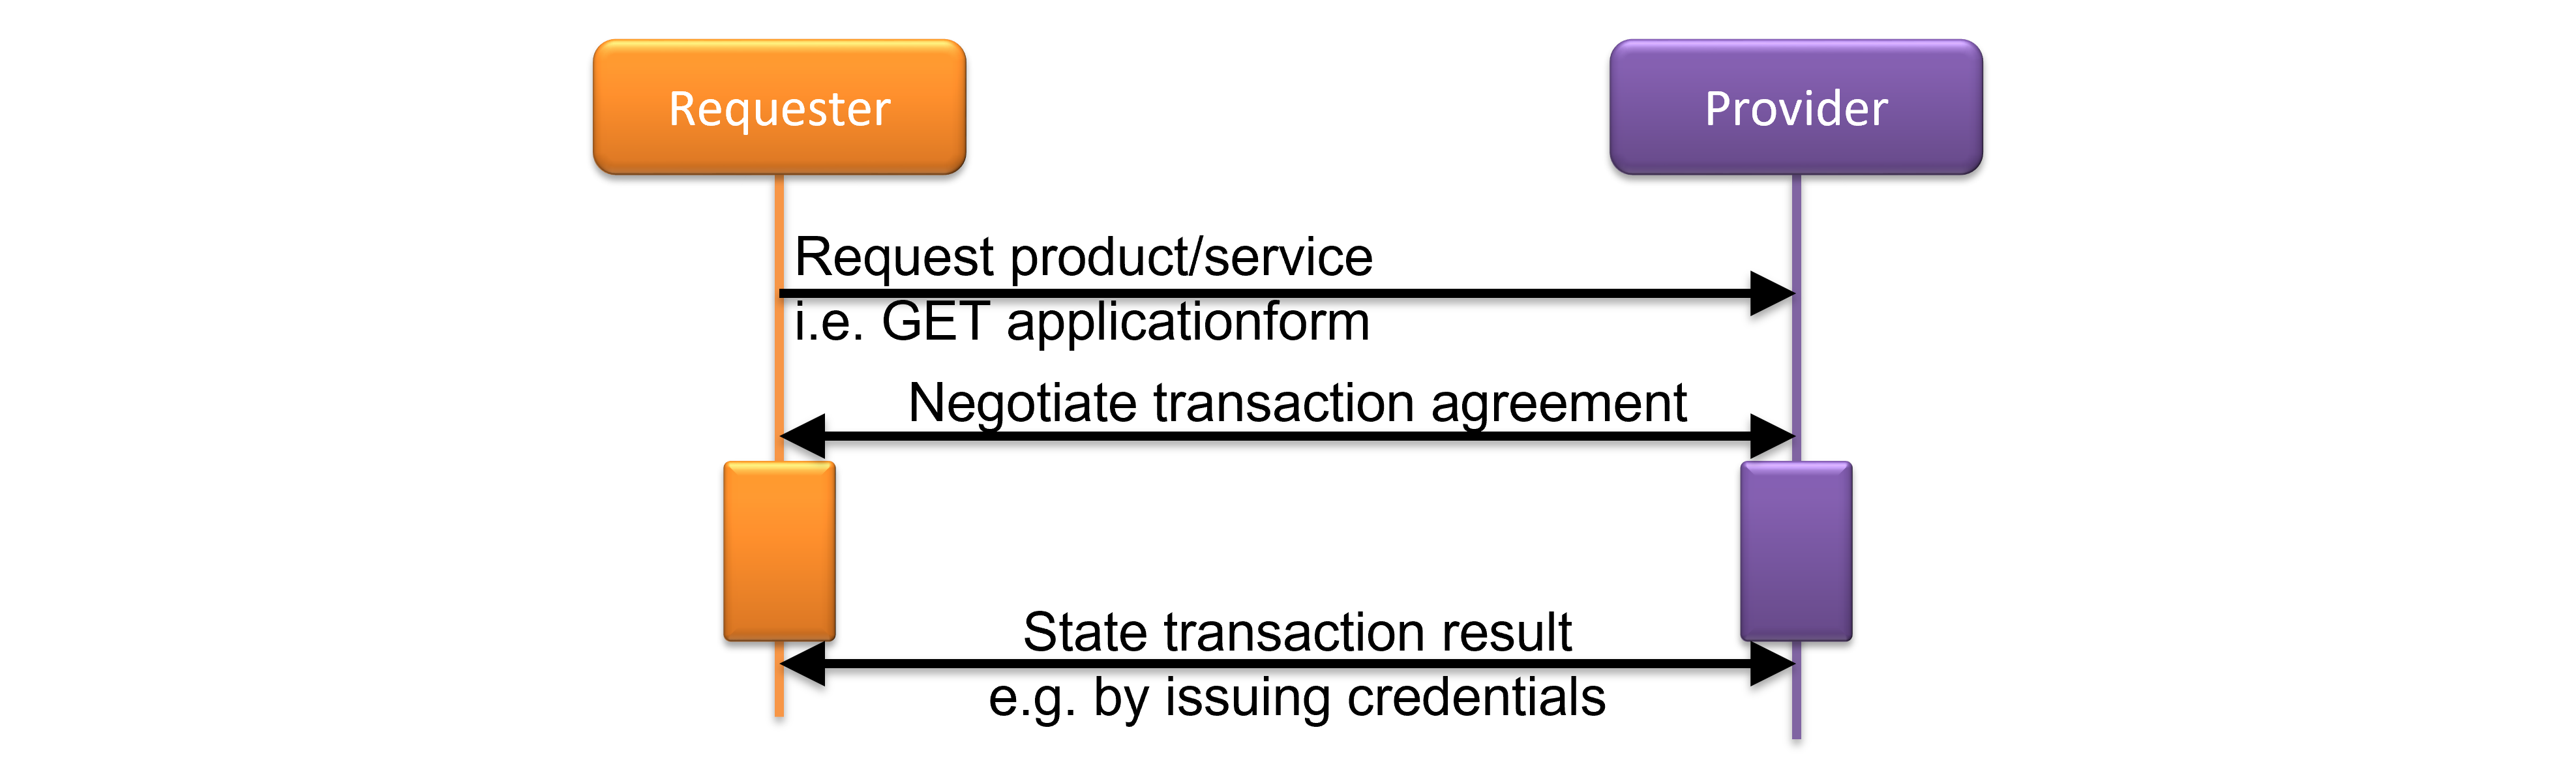 Requester
Provider
Request product/service
i.e. GET applicationform
Negotiate transaction agreement
State transaction result
e.g. by issuing credentials